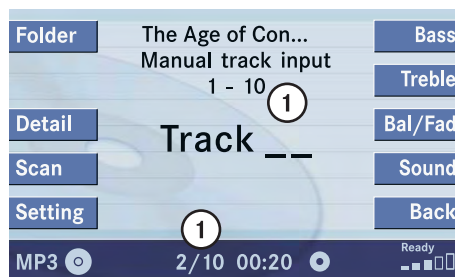 Folder
The Age of Con...
Bass
Manual track input
1 - 10
Treble
1
Detail
Track _ _
Bal/Fad
Scan
Sound
Setting
1
Back
MP3
2/10 00:20
Ready